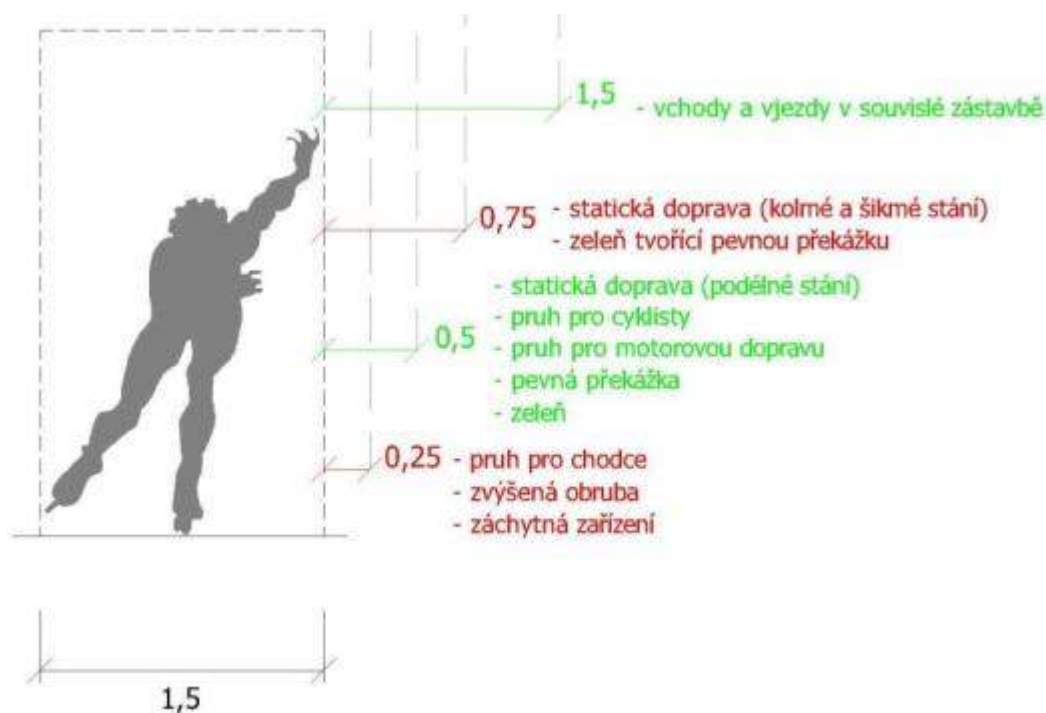 1,5
- vchody a vjezdy v souvislé zástavbě
0,75
- statická doprava (kolmé a šikmé stání)
- zeleň tvořící pevnou překážku
- statická doprava (podélné stání)
- pruh pro cyklisty
0,5
- pruh pro motorovou dopravu
- pevná překážka
- zeleň
0,25
- pruh pro chodce
- zvýšená obruba
- záchytná zařízení
1,5